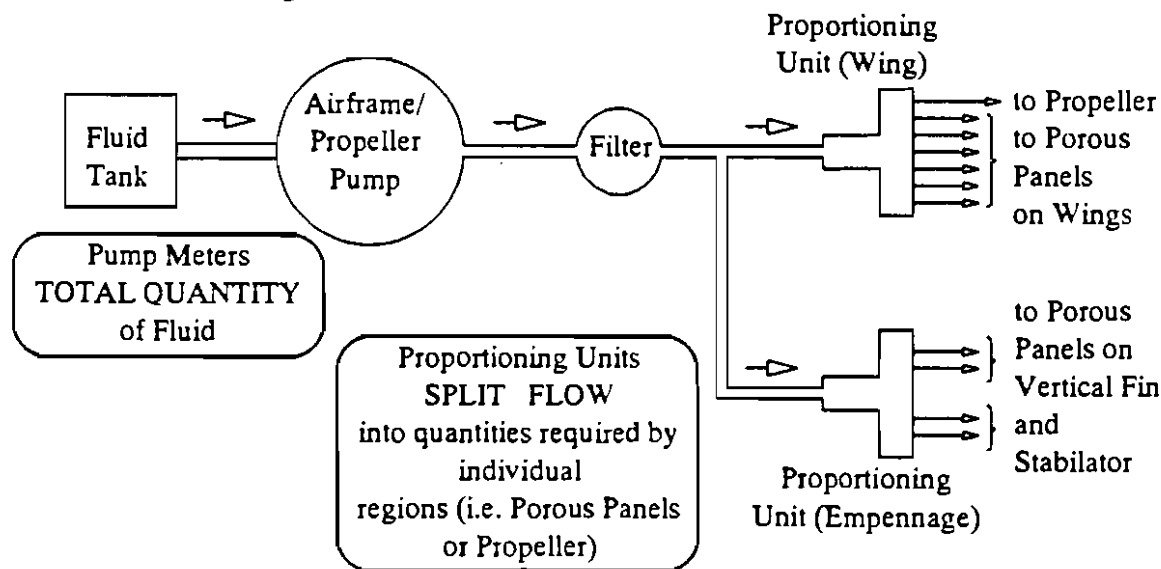 Proportioning
Unit (Wing)
Fluid
Tank
Airframe/
Propeller
Pump
Filter
to Propeller
to Porous
Panels
on Wings
Pump Meters
TOTAL QUANTITY
of Fluid
Proportioning Units
SPLIT FLOW
into quantities required by
individual
regions (i.e. Porous Panels
or Propeller)
to Porous
Panels on
Vertical Fin
and
Stabilator
Proportioning
Unit (Empennage)